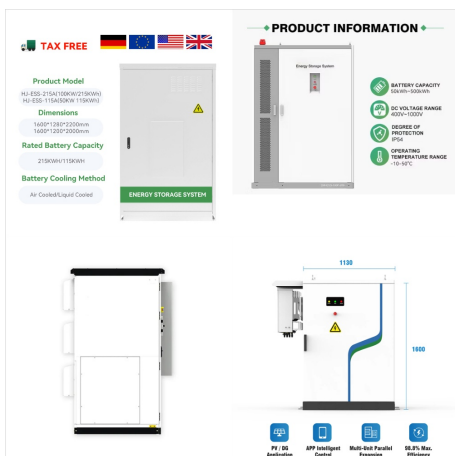 TAX FREE
Product Model
HJ-ESS-215A(100KW/215KWh)
HJ-ESS-115A(50KW 115KWh)
Dimensions
1600*1280*2200mm
1600*1200*2000mm
Rated Battery Capacity
215KWH/115KWH
Battery Cooling Method
Air Cooled/Liquid Cooled
ENERGY STORAGE SYSTEM
PRODUCT INFORMATION
Energy Storage System
BATTERY CAPACITY
50kWh~500kWh
DC VOLTAGE RANGE
400V~1000V
DEGREE OF
PROTECTION
IP54
OPERATING
TEMPERATURE RANGE
-10~50°C
1130
1600
PV / DG
Application
APP Intelligent
Control
Multi-Unit Parallel
Expansion
98.0% Max.
Efficiency